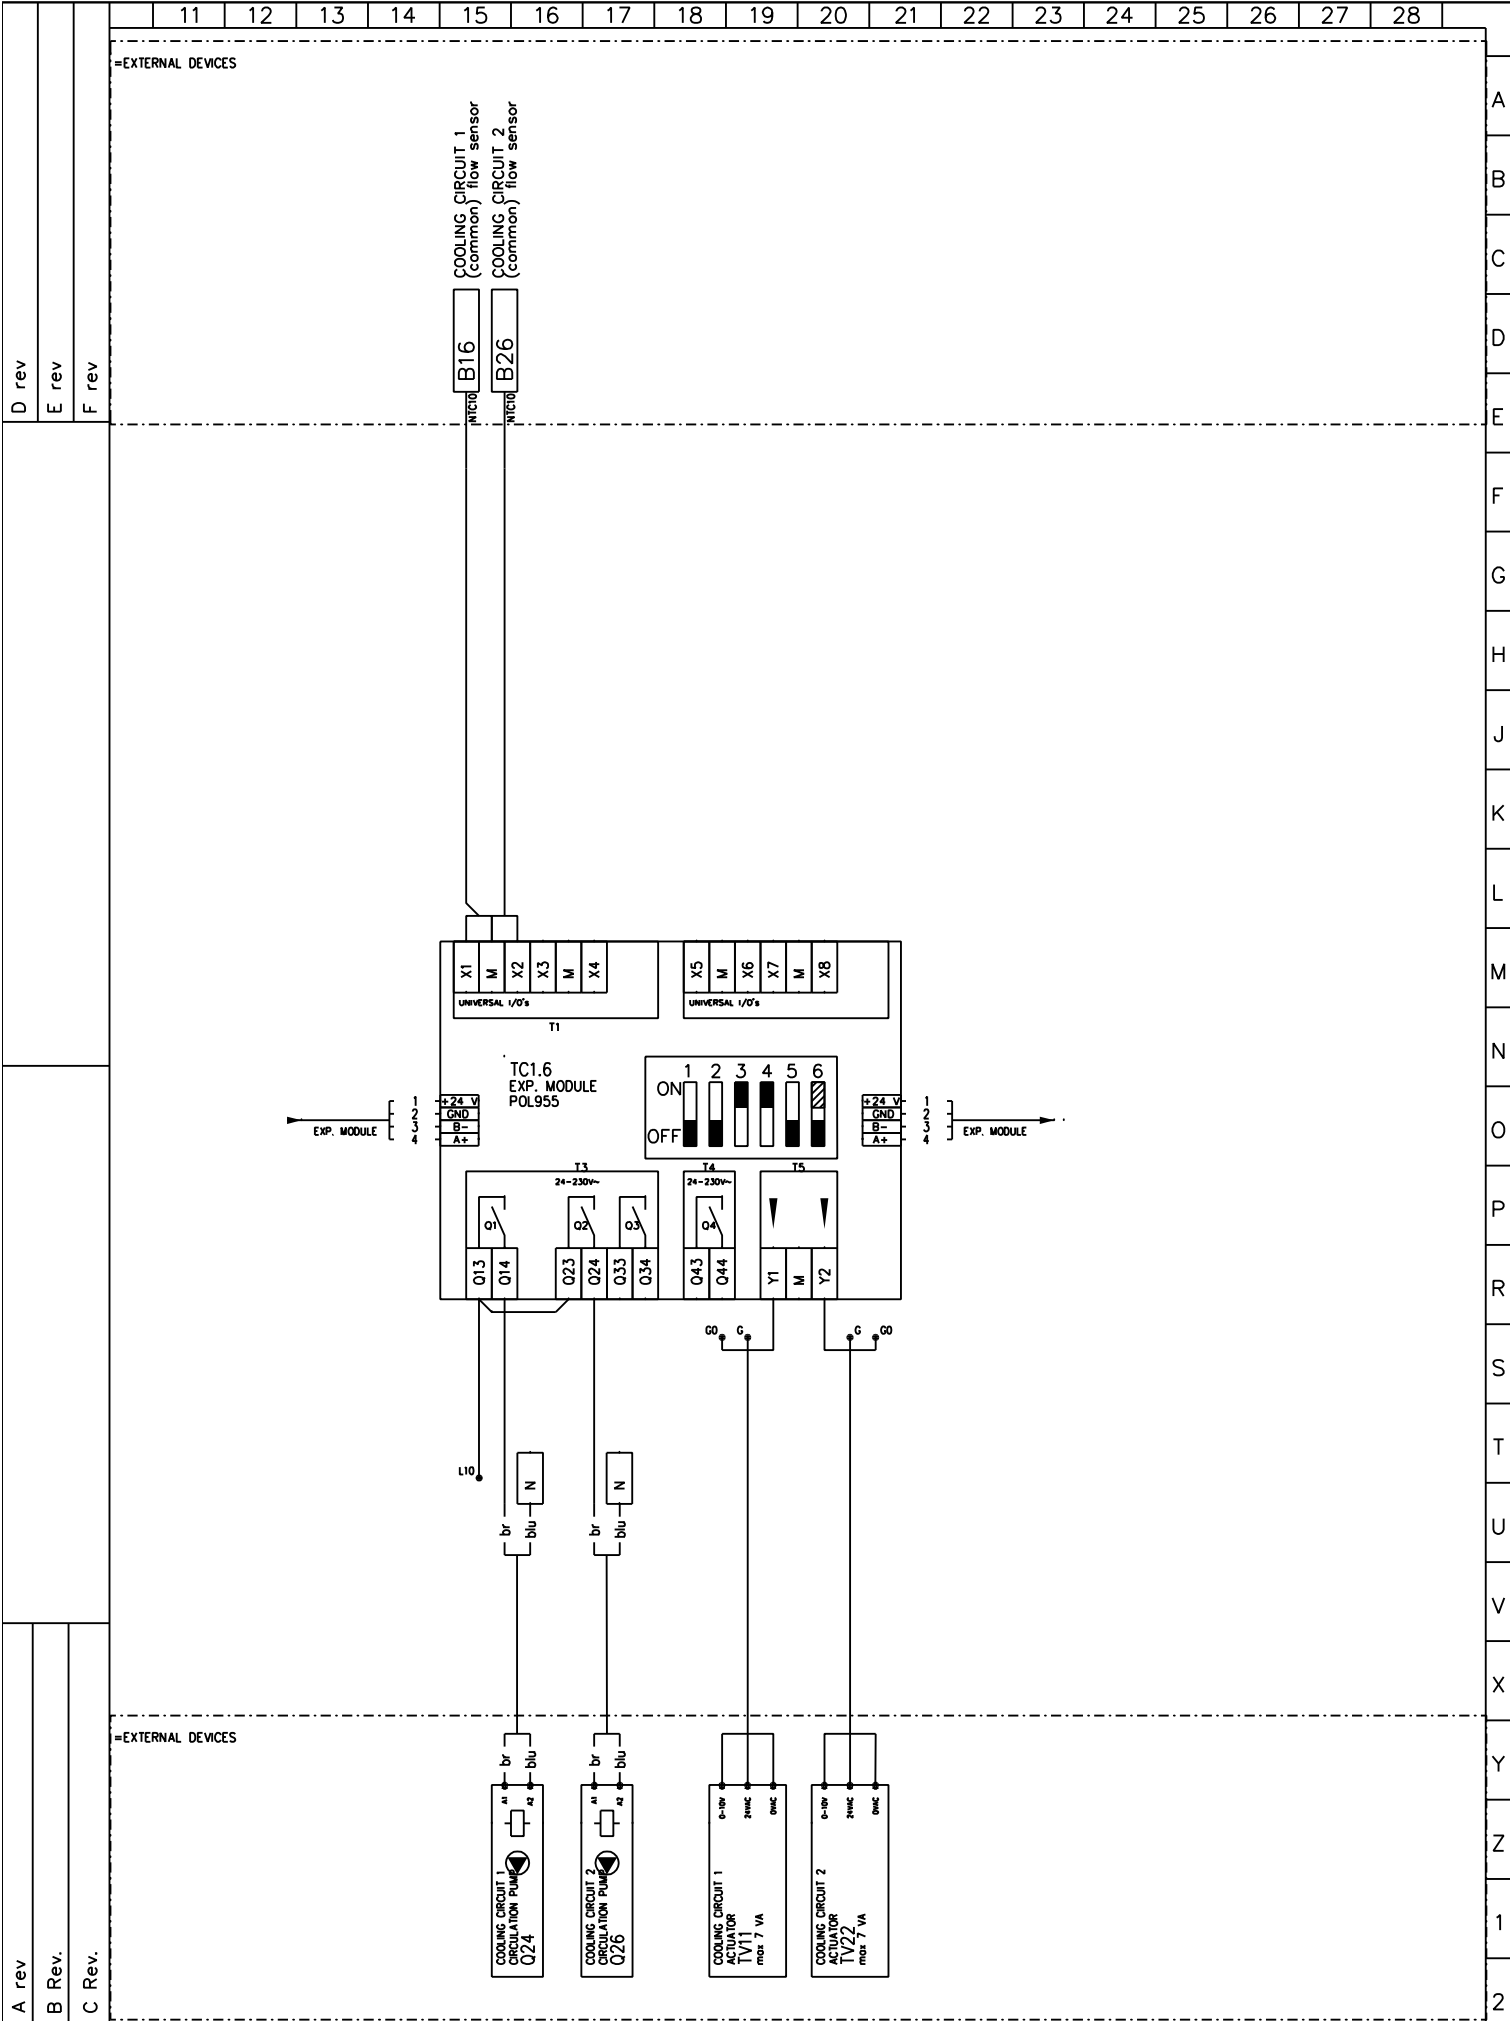 11 12 13 14 15 16 17 18 19 20 21 22 23 24 25 26 27 28
=EXTERNAL DEVICES
A
B
C
D
E
F
G
H
J
K
L
M
N
O
P
R
S
T
U
V
X
Y
Z
1
2
D rev
E rev
F rev
A rev
B Rev.
C Rev.
COOLING CIRCUIT 1
(common) flow sensor
COOLING CIRCUIT 2
(common) flow sensor
B16
B26
NTC10
NTC10
X1 M X2 X3 M X4
UNIVERSAL I/O's
T1
X5 M X6 X7 M X8
UNIVERSAL I/O's
TC1.6
EXP. MODULE
POL955
1 2 3 4 5 6
ON
OFF
EXP. MODULE
1 +24 V
2 GND
3 B-
4 A+
+24 V 1
GND 2
B- 3
A+ 4
EXP. MODULE
T3
24-230V~
T4
24-230V~
T5
Q1 Q2 Q3 Q4
Q13 Q14 Q23 Q24 Q33 Q34 Q43 Q44 Y1 M Y2
G0 G G G0
L10
N
N
br blu br blu
=EXTERNAL DEVICES
br blu br blu
A1 A2
COOLING CIRCUIT 1
CIRCULATION PUMP
Q24
A1 A2
COOLING CIRCUIT 2
CIRCULATION PUMP
Q26
0-10V 24VAC 0VAC
COOLING CIRCUIT 1
ACTUATOR
TV11
max 7 VA
0-10V 24VAC 0VAC
COOLING CIRCUIT 2
ACTUATOR
TV22
max 7 VA